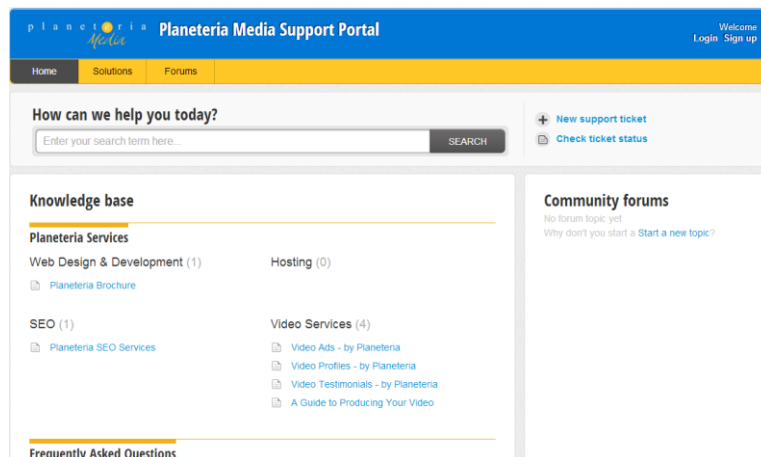 planeteria Media
Planeteria Media Support Portal
Welcome
Login Sign up
Home Solutions Forums
How can we help you today?
Enter your search term here... SEARCH
New support ticket
Check ticket status
Knowledge base
Planeteria Services
Web Design & Development (1)
Planeteria Brochure
Hosting (0)
SEO (1)
Planeteria SEO Services
Video Services (4)
Video Ads - by Planeteria
Video Profiles - by Planeteria
Video Testimonials - by Planeteria
A Guide to Producing Your Video
Frequently Asked Questions
Community forums
No forum topic yet
Why don't you start a Start a new topic?